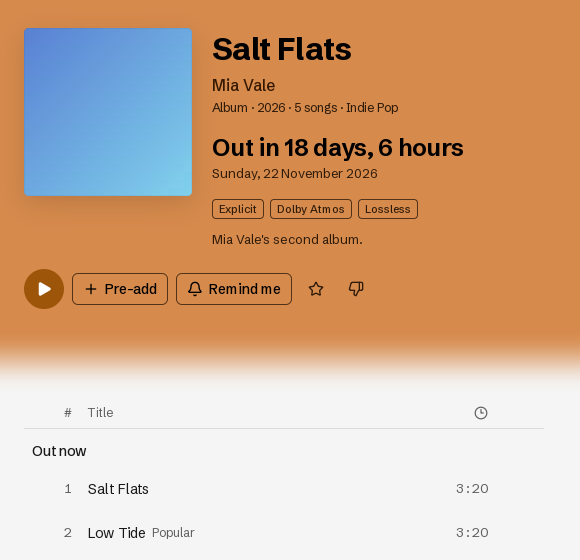 Salt Flats
Mia Vale
Album · 2026 · 5 songs · Indie Pop
Out in 18 days, 6 hours
Sunday, 22 November 2026
Explicit Dolby Atmos Lossless
Mia Vale's second album.
Pre-add Remind me
# Title
Out now
1 Salt Flats 3:20
2 Low Tide Popular 3:20